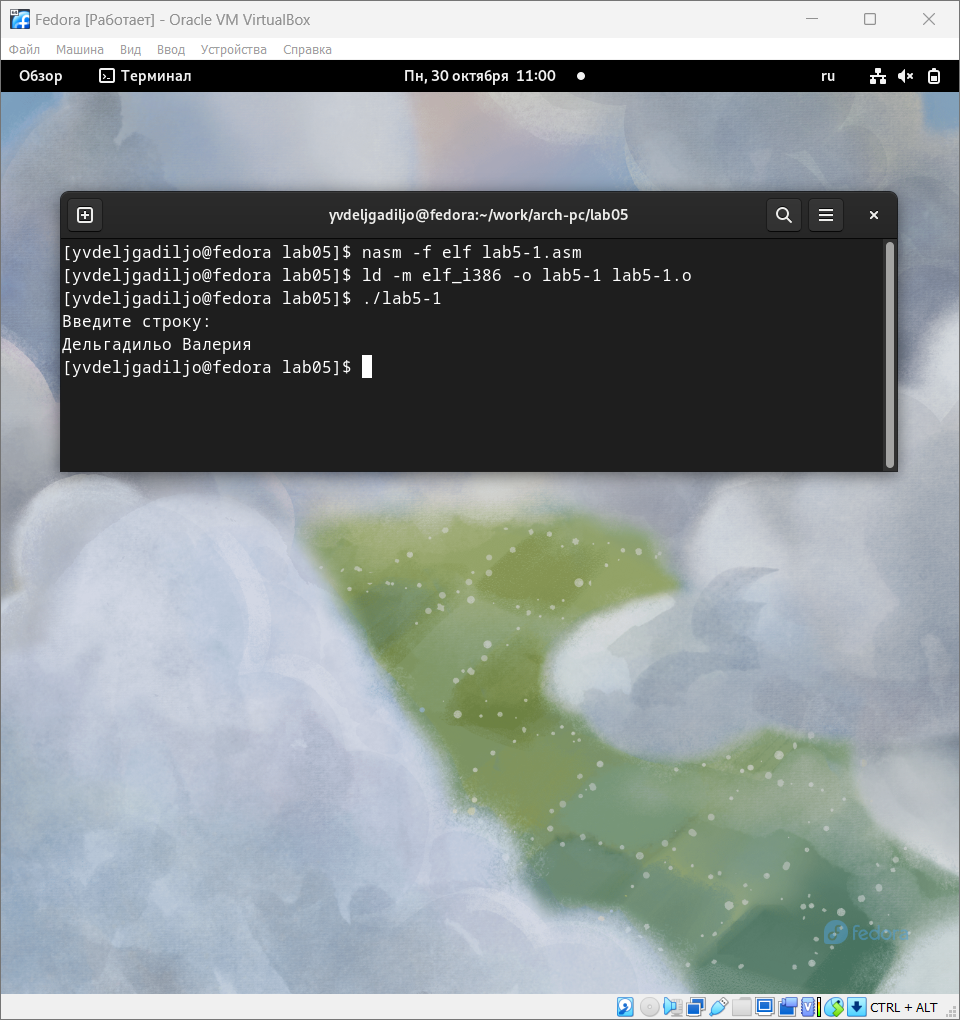 Fedora [Работает] - Oracle VM VirtualBox
Файл Машина Вид Ввод Устройства Справка
Обзор Терминал Пн, 30 октября 11:00 ru
yvdeljgadiljo@fedora:~/work/arch-pc/lab05
[yvdeljgadiljo@fedora lab05]$ nasm -f elf lab5-1.asm
[yvdeljgadiljo@fedora lab05]$ ld -m elf_i386 -o lab5-1 lab5-1.o
[yvdeljgadiljo@fedora lab05]$ ./lab5-1
Введите строку:
Дельгадильо Валерия
[yvdeljgadiljo@fedora lab05]$
fedora
CTRL + ALT